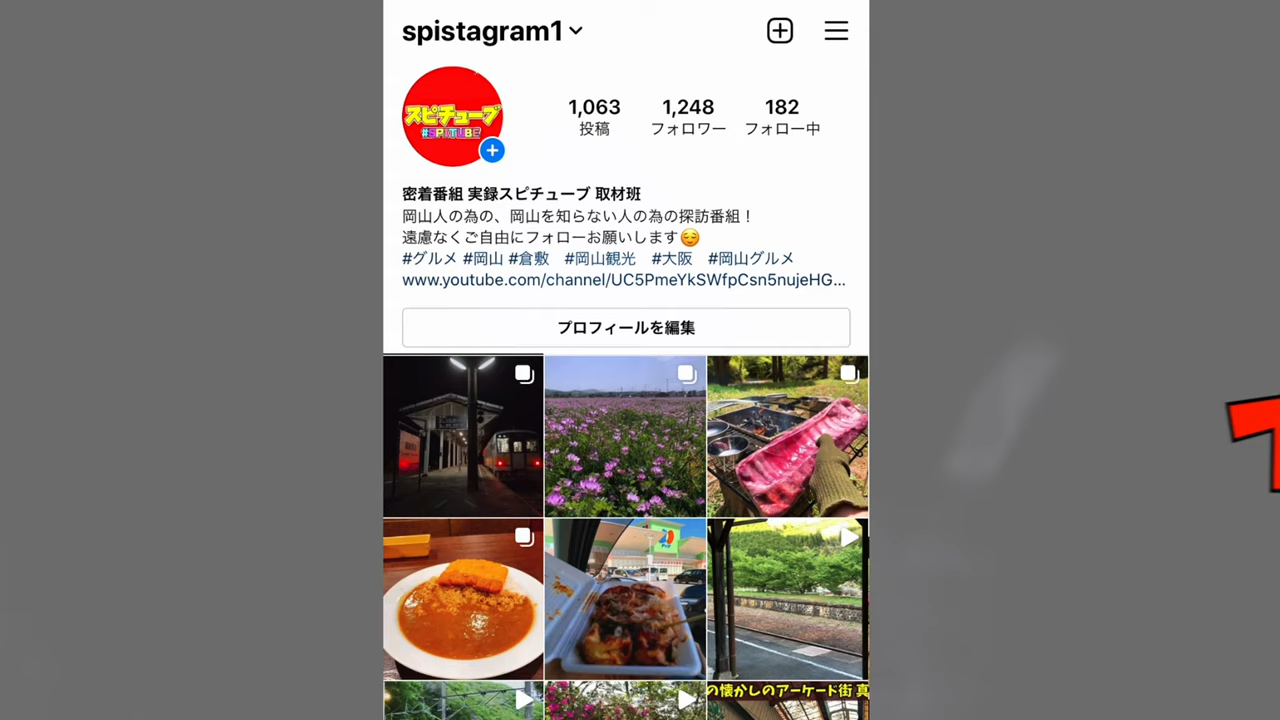 spistagram1
スピチューブ
#SPITUBE
1,063
投稿
1,248
フォロワー
182
フォロー中
密着番組 実録スピチューブ 取材班
岡山人の為の、岡山を知らない人の為の探訪番組！
遠慮なくご自由にフォローお願いします😌
#グルメ #岡山 #倉敷　#岡山観光　#大阪　#岡山グルメ
www.youtube.com/channel/UC5PmeYkSWfpCsn5nujeHG...
プロフィールを編集
の懐かしのアーケード街 真